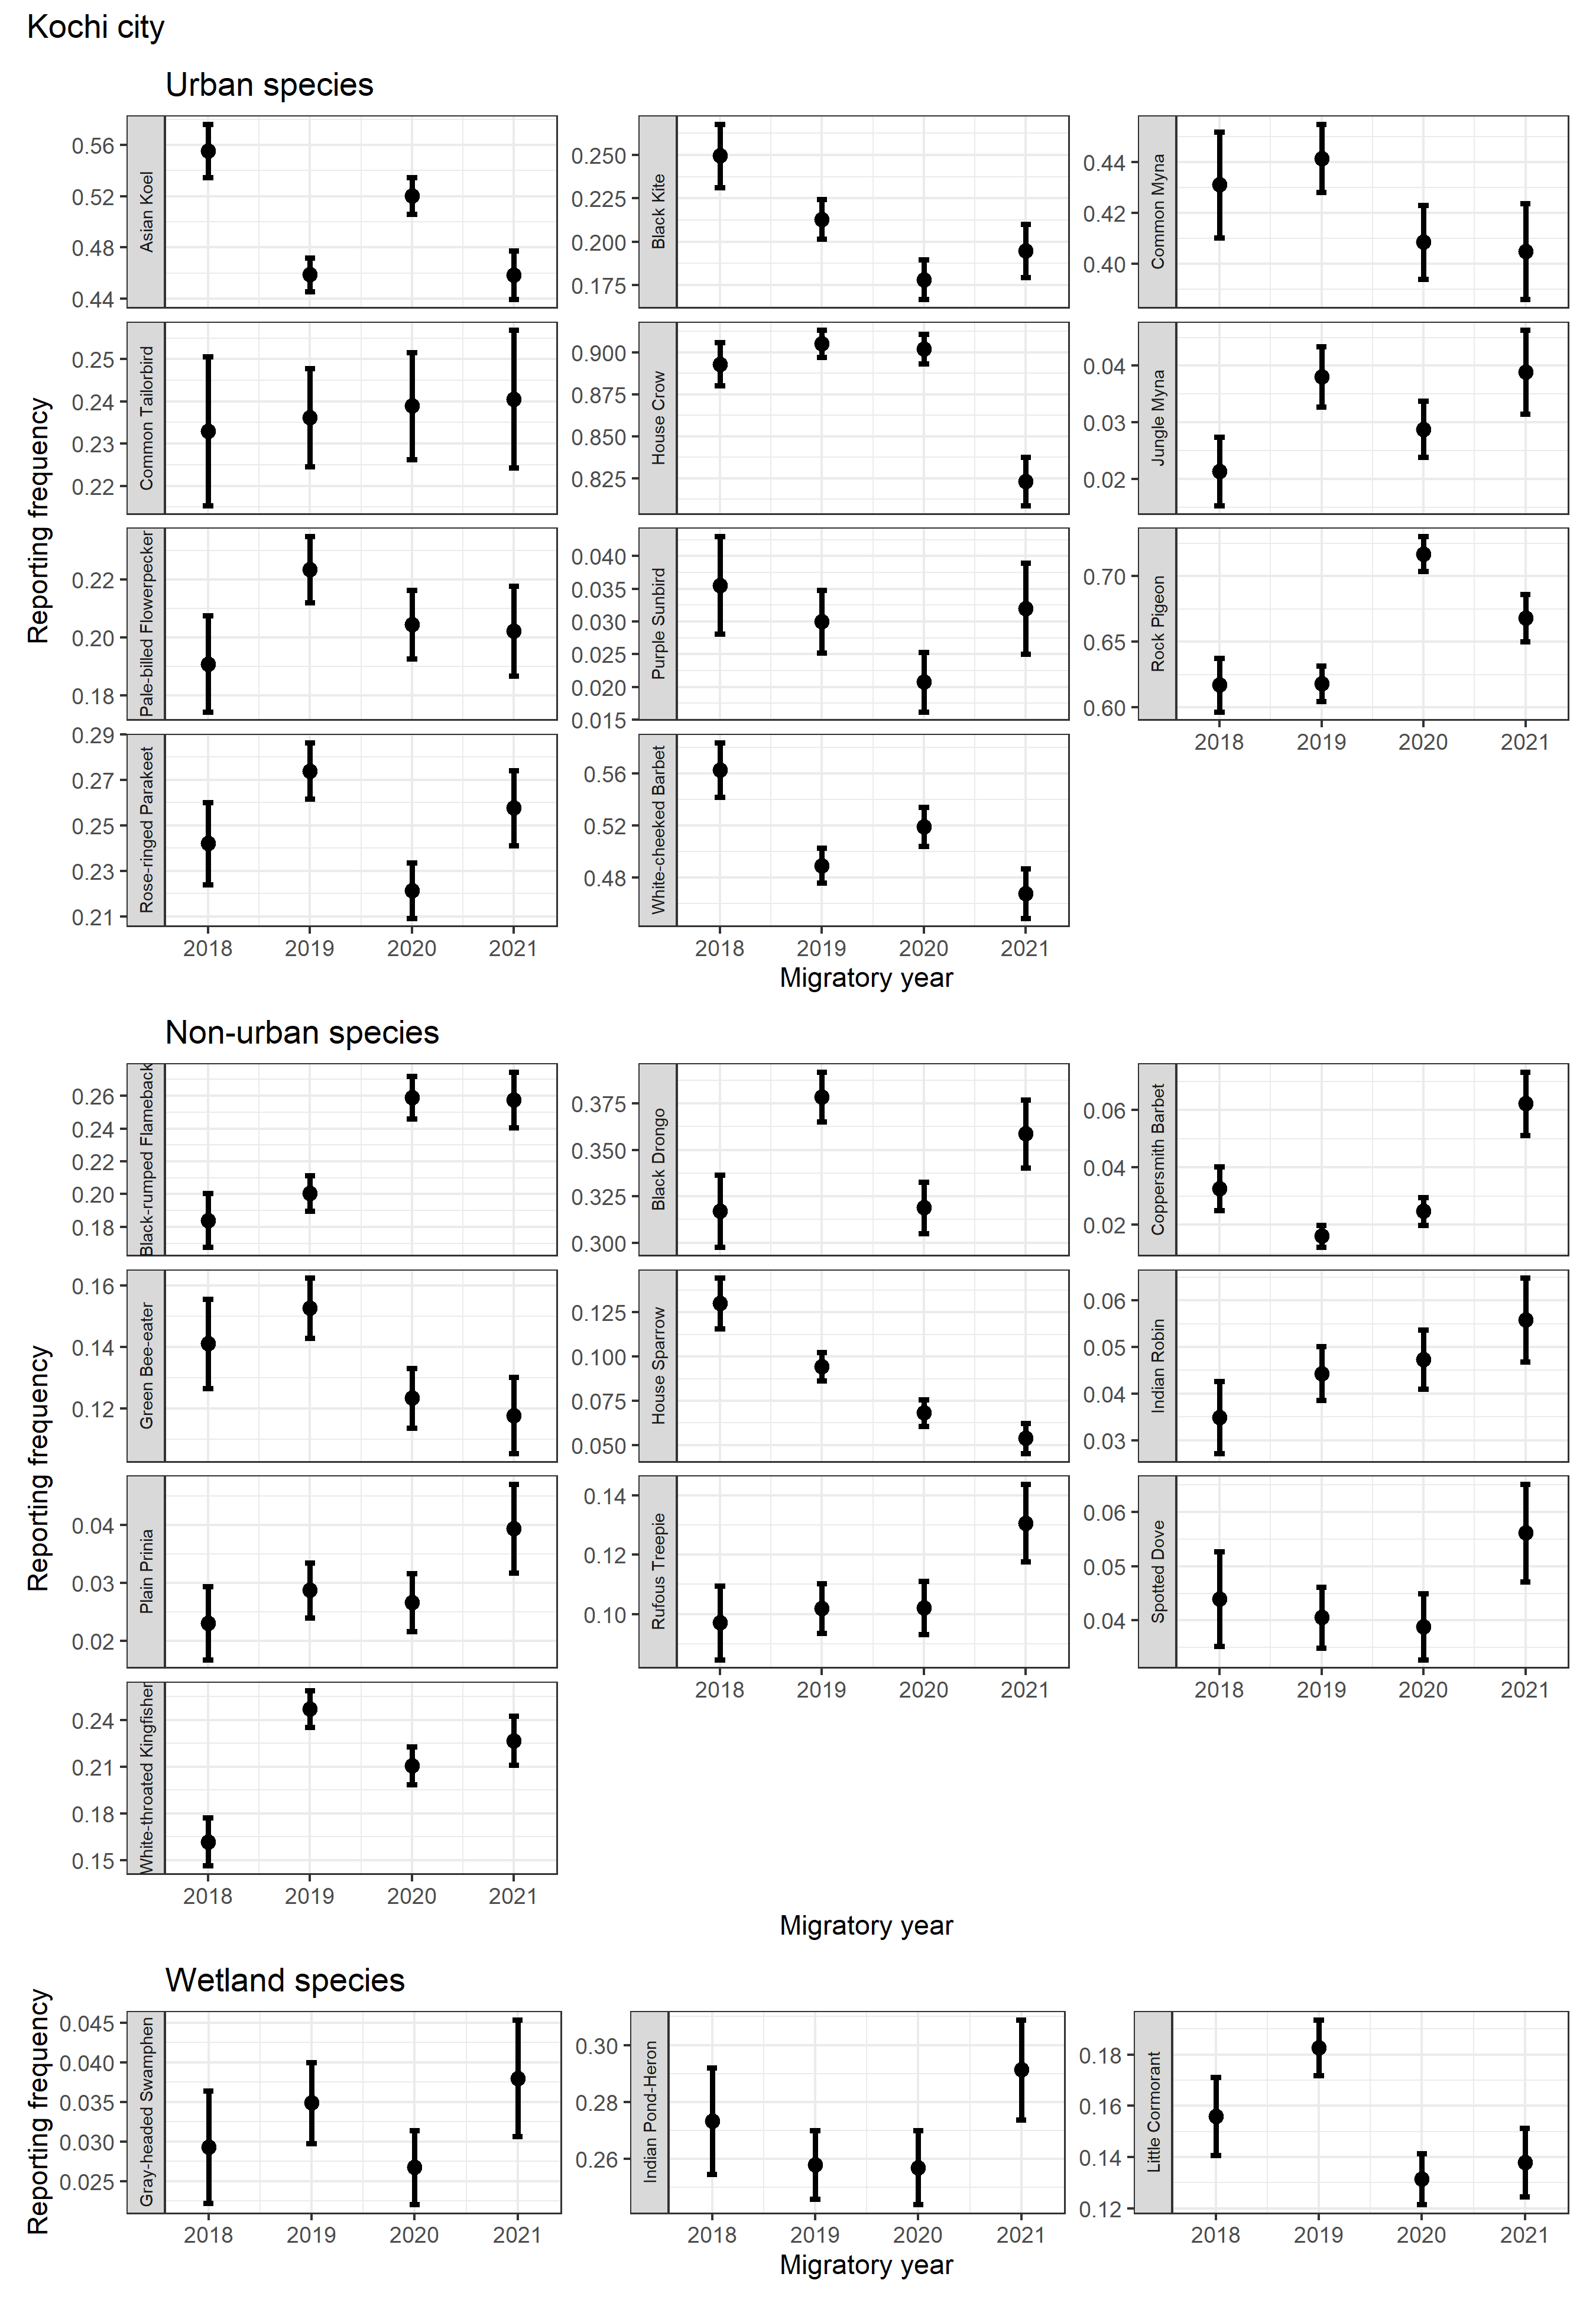 Kochi city
Urban species
Reporting frequency
Asian Koel
0.56
0.52
0.48
0.44
Black Kite
0.250
0.225
0.200
0.175
Common Myna
0.44
0.42
0.40
Common Tailorbird
0.25
0.24
0.23
0.22
House Crow
0.900
0.875
0.850
0.825
Jungle Myna
0.04
0.03
0.02
Pale-billed Flowerpecker
0.22
0.20
0.18
Purple Sunbird
0.040
0.035
0.030
0.025
0.020
0.015
Rock Pigeon
0.70
0.65
0.60
2018 2019 2020 2021
Rose-ringed Parakeet
0.29
0.27
0.25
0.23
0.21
2018 2019 2020 2021
White-cheeked Barbet
0.56
0.52
0.48
2018 2019 2020 2021
Migratory year
Non-urban species
Reporting frequency
Black-rumped Flameback
0.26
0.24
0.22
0.20
0.18
Black Drongo
0.375
0.350
0.325
0.300
Coppersmith Barbet
0.06
0.04
0.02
Green Bee-eater
0.16
0.14
0.12
House Sparrow
0.125
0.100
0.075
0.050
Indian Robin
0.06
0.05
0.04
0.03
Plain Prinia
0.04
0.03
0.02
Rufous Treepie
0.14
0.12
0.10
2018 2019 2020 2021
Spotted Dove
0.06
0.05
0.04
2018 2019 2020 2021
White-throated Kingfisher
0.24
0.21
0.18
0.15
2018 2019 2020 2021
Migratory year
Wetland species
Reporting frequency
Gray-headed Swamphen
0.045
0.040
0.035
0.030
0.025
2018 2019 2020 2021
Indian Pond-Heron
0.30
0.28
0.26
2018 2019 2020 2021
Little Cormorant
0.18
0.16
0.14
0.12
2018 2019 2020 2021
Migratory year